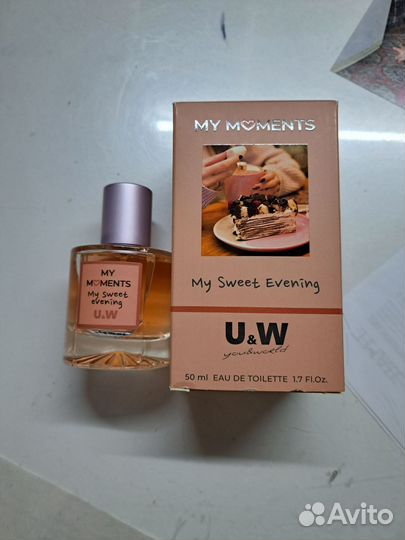 MY MOMENTS
My Sweet Evening
U&W
you&world
50 ml EAU DE TOILETTE 1.7 Fl.Oz.
MY
MOMENTS
My Sweet
evening
U&W
Avito